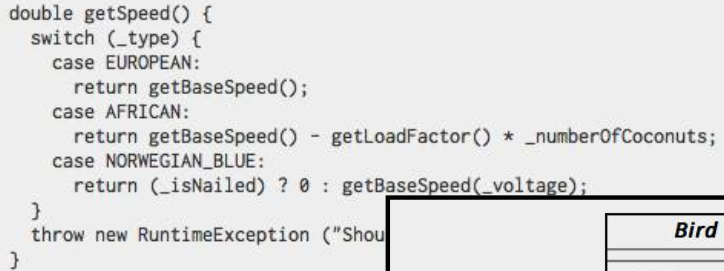 double getSpeed() {
  switch (_type) {
    case EUROPEAN:
      return getBaseSpeed();
    case AFRICAN:
      return getBaseSpeed() - getLoadFactor() * _numberOfCoconuts;
    case NORWEGIAN_BLUE:
      return (_isNailed) ? 0 : getBaseSpeed(_voltage);
  }
  throw new RuntimeException ("Shou
}
Bird